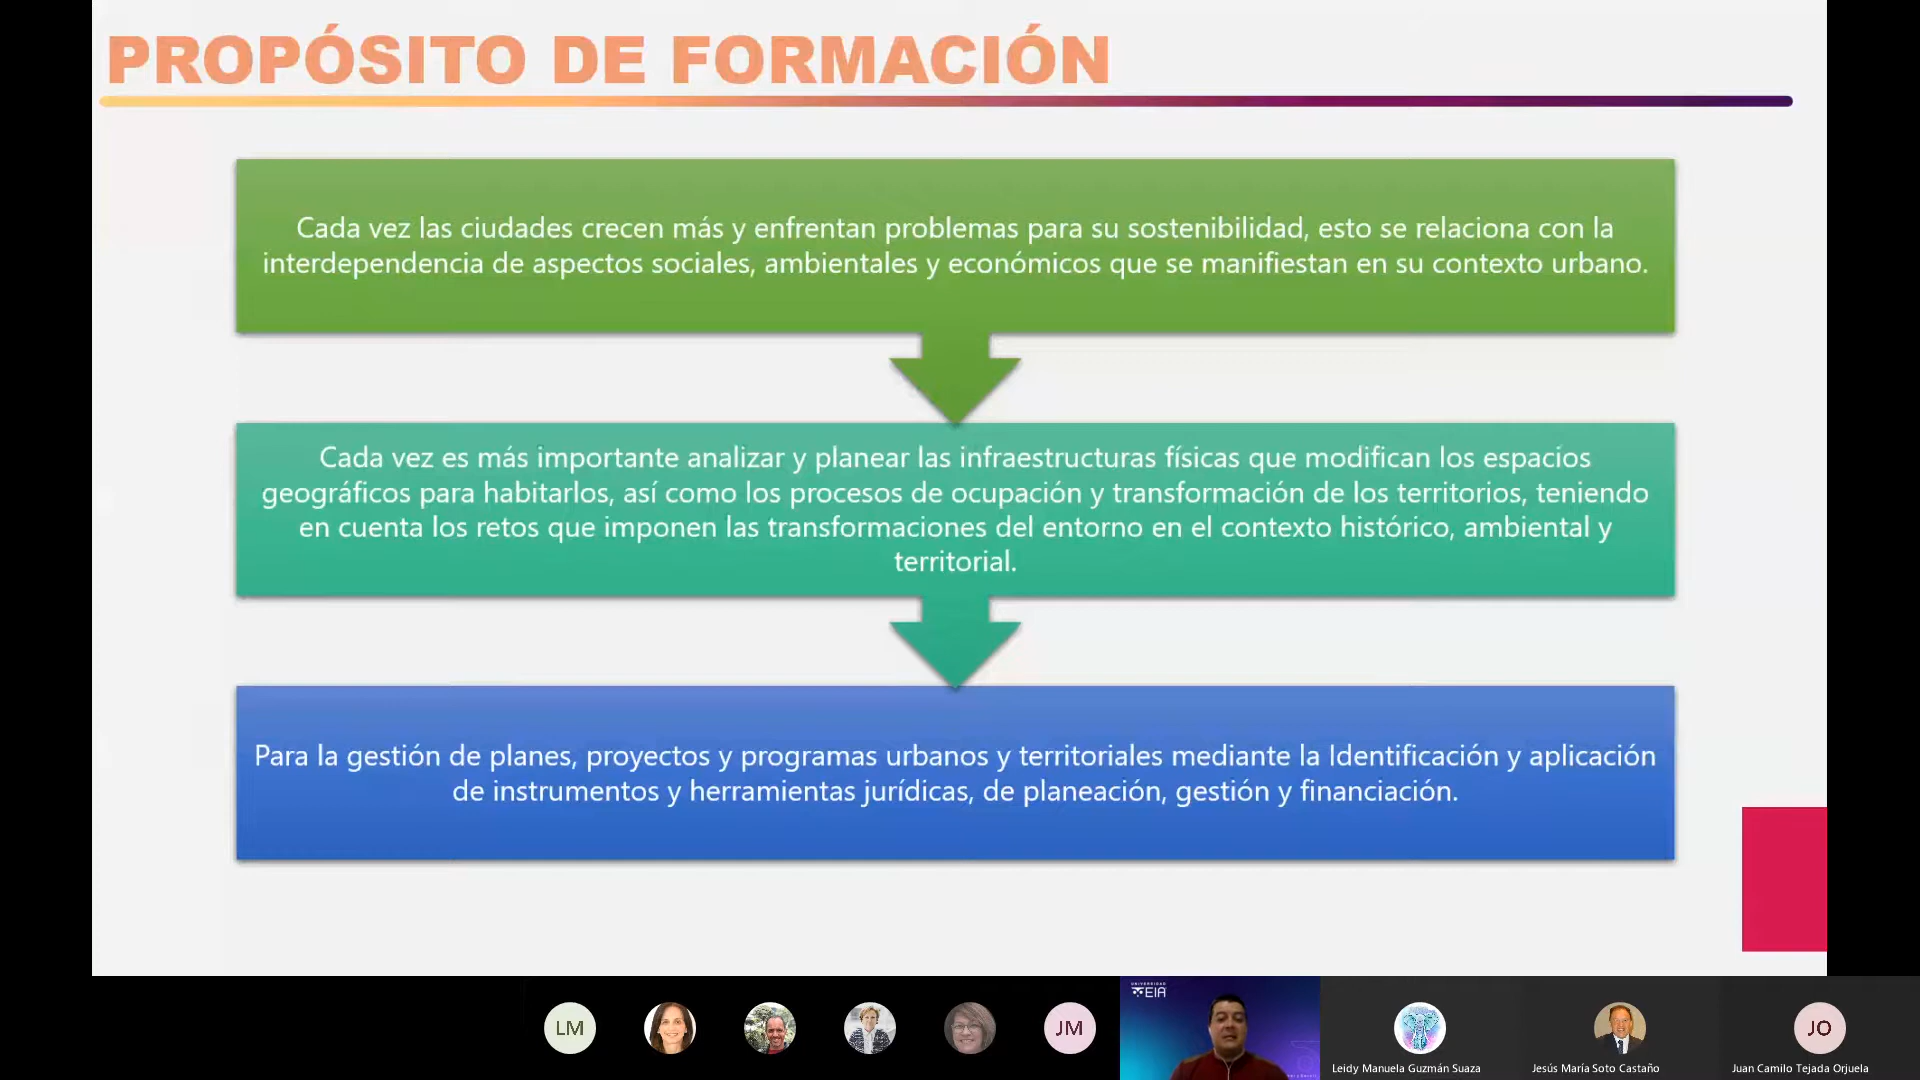 PROPÓSITO DE FORMACIÓN
Cada vez las ciudades crecen más y enfrentan problemas para su sostenibilidad, esto se relaciona con la
interdependencia de aspectos sociales, ambientales y económicos que se manifiestan en su contexto urbano.
Cada vez es más importante analizar y planear las infraestructuras físicas que modifican los espacios
geográficos para habitarlos, así como los procesos de ocupación y transformación de los territorios, teniendo
en cuenta los retos que imponen las transformaciones del entorno en el contexto histórico, ambiental y
territorial.
Para la gestión de planes, proyectos y programas urbanos y territoriales mediante la Identificación y aplicación
de instrumentos y herramientas jurídicas, de planeación, gestión y financiación.
LM
JM
UNIVERSIDAD
EIA
JO
Leidy Manuela Guzmán Suaza
Jesús María Soto Castaño
Juan Camilo Tejada Orjuela